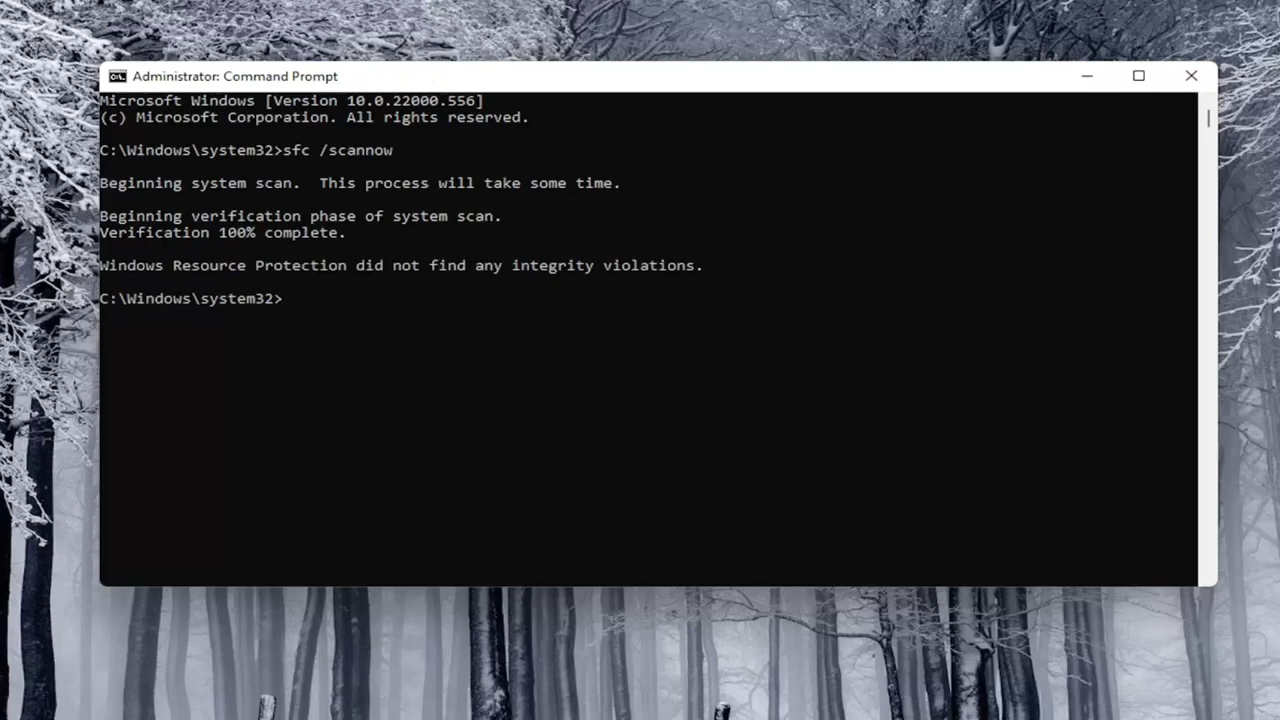 Administrator: Command Prompt
Microsoft Windows [Version 10.0.22000.556]
(c) Microsoft Corporation. All rights reserved.
C:\Windows\system32>sfc /scannow
Beginning system scan.  This process will take some time.
Beginning verification phase of system scan.
Verification 100% complete.
Windows Resource Protection did not find any integrity violations.
C:\Windows\system32>